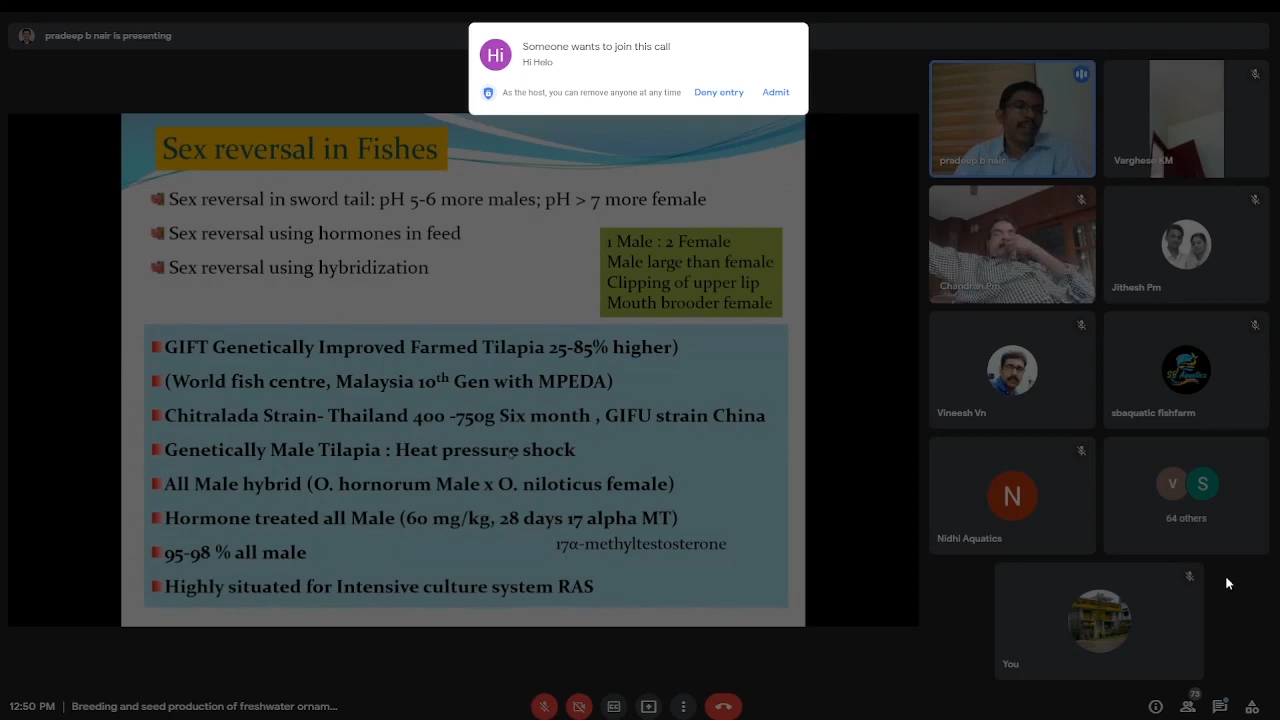 pradeep b nair is presenting
Hi
Someone wants to join this call
Hi Helo
As the host, you can remove anyone at any time
Deny entry
Admit
Sex reversal in Fishes
Sex reversal in sword tail: pH 5-6 more males; pH > 7 more female
Sex reversal using hormones in feed
Sex reversal using hybridization
1 Male : 2 Female
Male large than female
Clipping of upper lip
Mouth brooder female
GIFT Genetically Improved Farmed Tilapia 25-85% higher)
(World fish centre, Malaysia 10th Gen with MPEDA)
Chitralada Strain- Thailand 400 -750g Six month , GIFU strain China
Genetically Male Tilapia : Heat pressure shock
All Male hybrid (O. hornorum Male x O. niloticus female)
Hormone treated all Male (60 mg/kg, 28 days 17 alpha MT)
17α-methyltestosterone
95-98 % all male
Highly situated for Intensive culture system RAS
pradeep b nair
Varghese KM
Chandran Pm
Jithesh Pm
Vineesh Vn
SB Aquatics
sbaquatic fishfarm
N
Nidhi Aquatics
V
S
64 others
You
12:50 PM | Breeding and seed production of freshwater ornam...
73